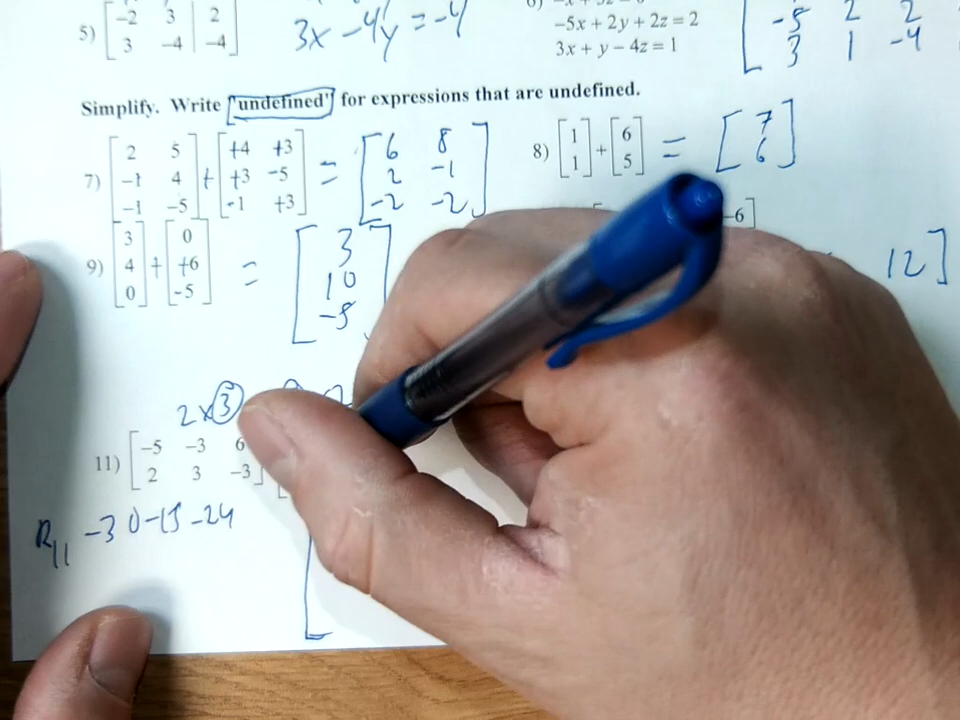 5) [-2 3 | 2
3 -4 | -4] 3x -4y = -4
-5x + 2y + 2z = 2
3x + y - 4z = 1
[-5 2 2
3 1 -4
Simplify. Write "undefined" for expressions that are undefined.
7) [2 5
-1 4
-1 -5] + [+4 +3
+3 -5
-1 +3] = [6 8
2 -1
-2 -2]
8) [1
1] + [6
5] = [7
6]
-6]
12]
9) [3
4
0] + [0
+6
-5] = [3
10
-5
2x3
11) [-5 -3 6
2 3 -3]
R11 -30-15-24